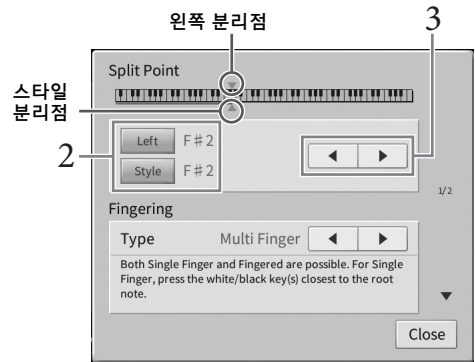 왼쪽 분리점
3
Split Point
스타일
분리점
2
Left F♯2
Style F♯2
1/2
Fingering
Type Multi Finger
Both Single Finger and Fingered are possible. For Single
Finger, press the white/black key(s) closest to the root
note.
Close